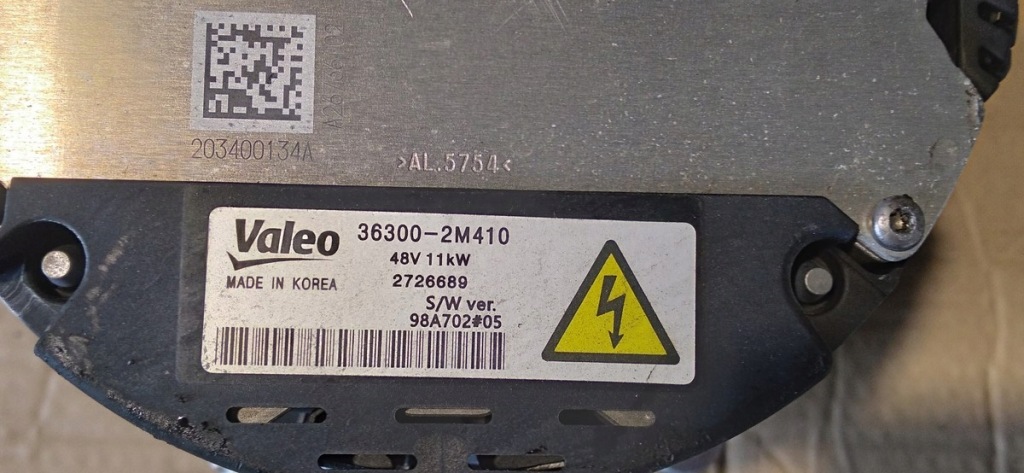 203400134A
>AL.5754<
Valeo 36300-2M410
48V 11kW
MADE IN KOREA 2726689
S/W ver.
98A702#05